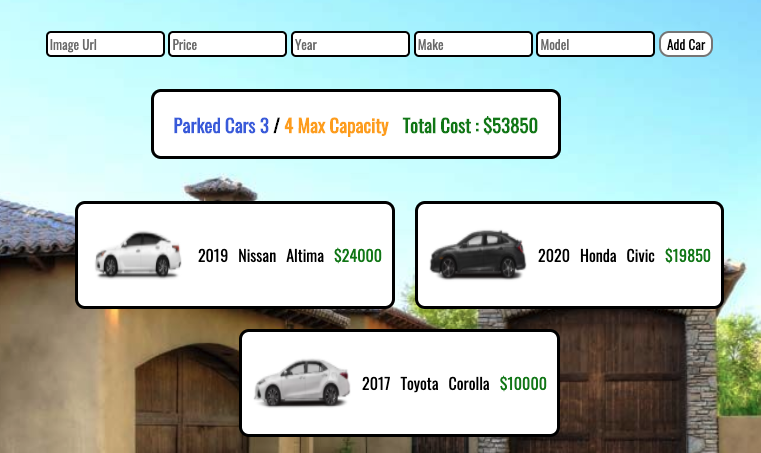 Image Url Price Year Make Model Add Car
Parked Cars 3 / 4 Max Capacity Total Cost : $53850
2019 Nissan Altima $24000
2020 Honda Civic $19850
2017 Toyota Corolla $10000